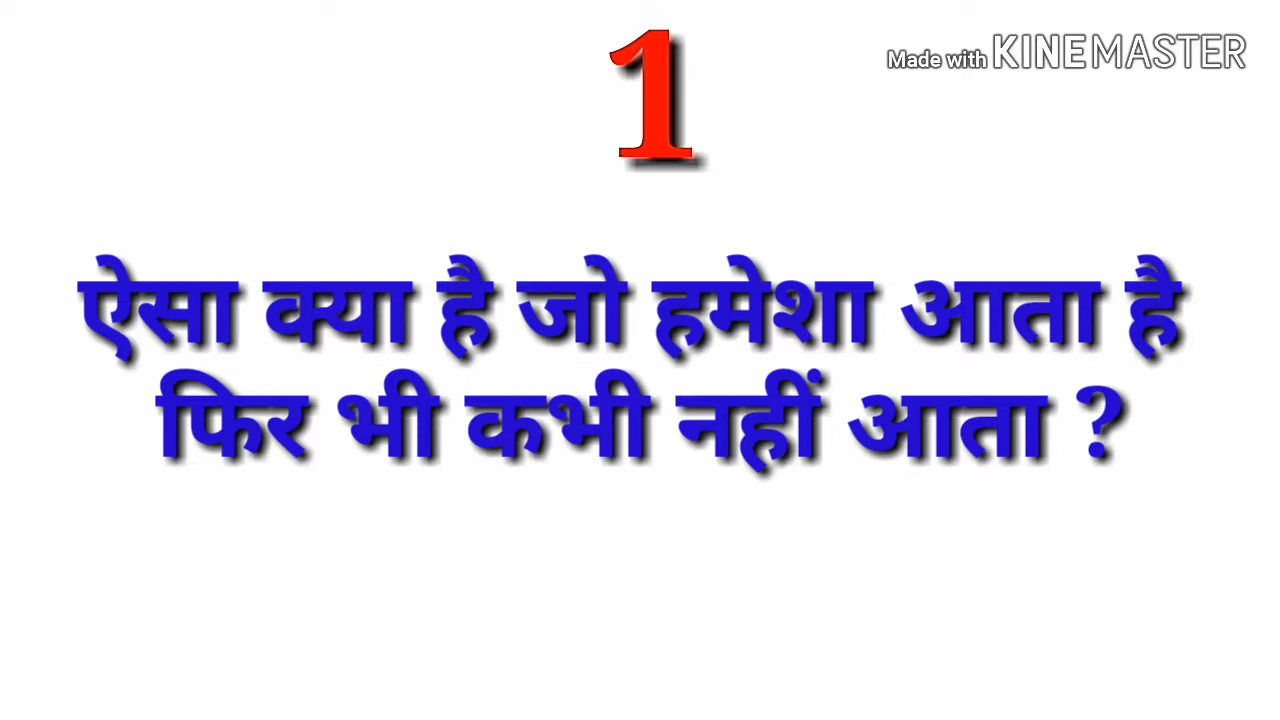 1
Made with KINEMASTER
ऐसा क्या है जो हमेशा आता है
फिर भी कभी नहीं आता ?